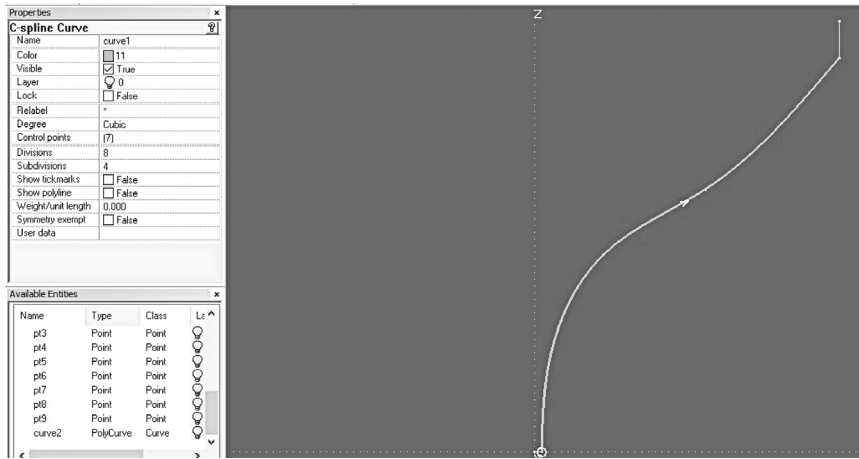 Properties ×
C-spline Curve ?
Name curve1
Color 11
Visible True
Layer 0
Lock False
Relabel *
Degree Cubic
Control points (7)
Divisions 8
Subdivisions 4
Show tickmarks False
Show polyline False
Weight/unit length 0.000
Symmetry exempt False
User data
Available Entities ×
Name Type Class
pt3 Point Point
pt4 Point Point
pt5 Point Point
pt6 Point Point
pt7 Point Point
pt8 Point Point
pt9 Point Point
curve2 PolyCurve Curve
Z